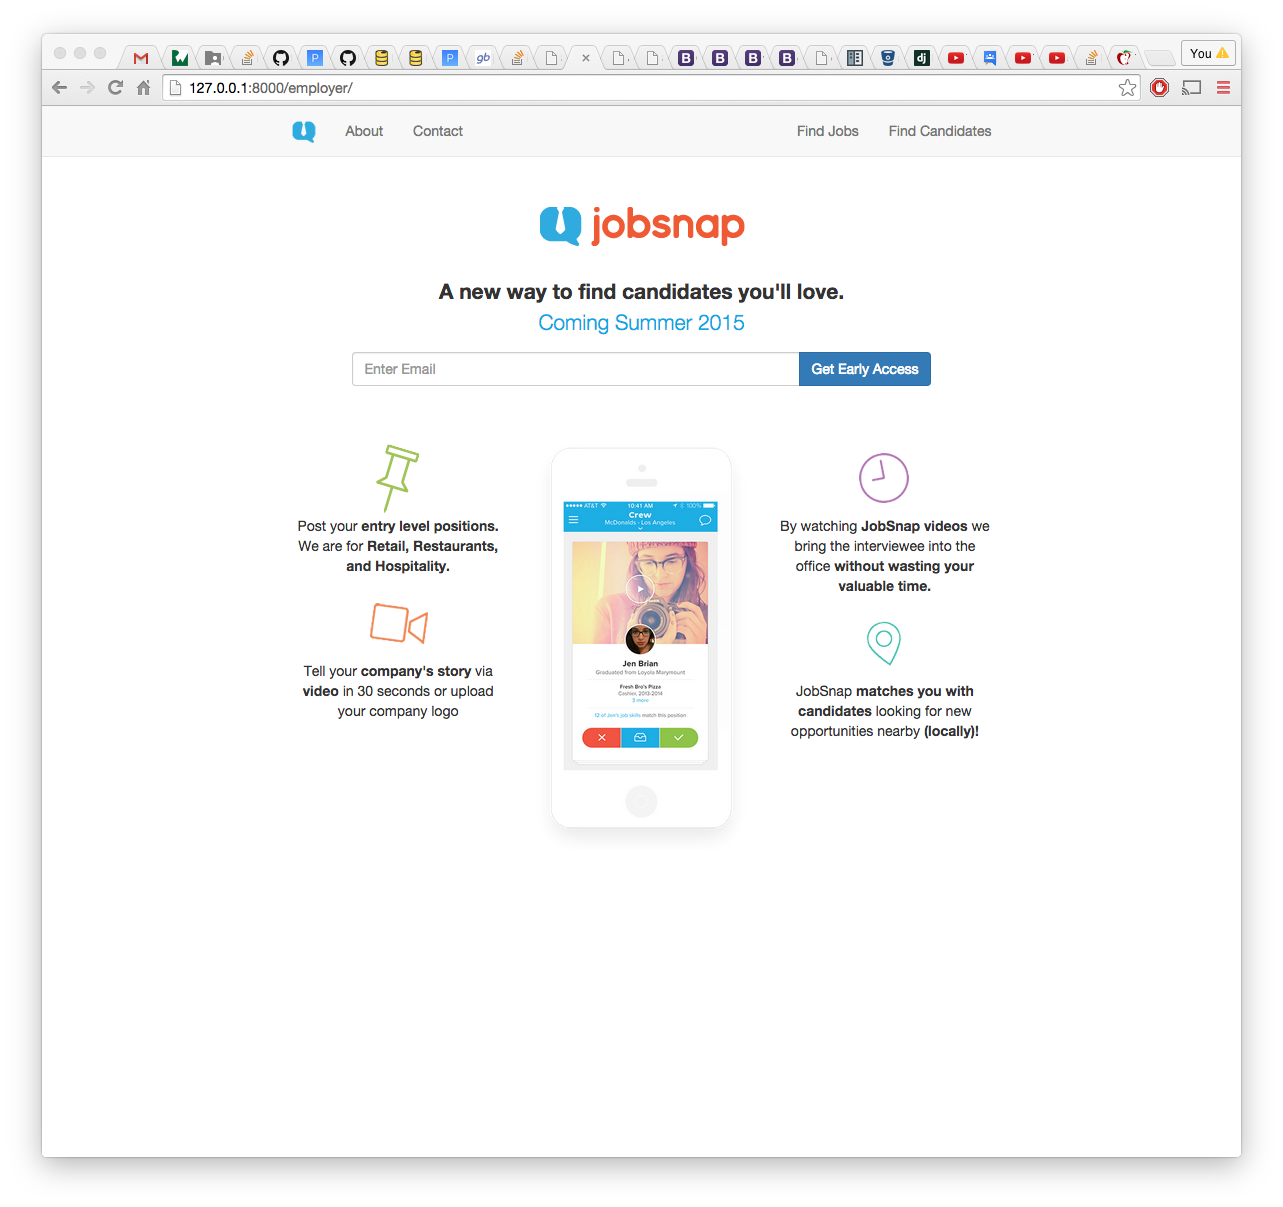 gb
dj
You
127.0.0.1:8000/employer/
About
Contact
Find Jobs
Find Candidates
jobsnap
A new way to find candidates you'll love.
Coming Summer 2015
Enter Email
Get Early Access
Post your entry level positions.
We are for Retail, Restaurants,
and Hospitality.
Tell your company's story via
video in 30 seconds or upload
your company logo
AT&T
10:41 AM
100%
Crew
McDonalds - Los Angeles
Jen Brian
Graduated from Loyola Marymount
Fresh Bro's Pizza
Cashier, 2013-2014
3 more
12 of Jen's job skills match this position
By watching JobSnap videos we
bring the interviewee into the
office without wasting your
valuable time.
JobSnap matches you with
candidates looking for new
opportunities nearby (locally)!